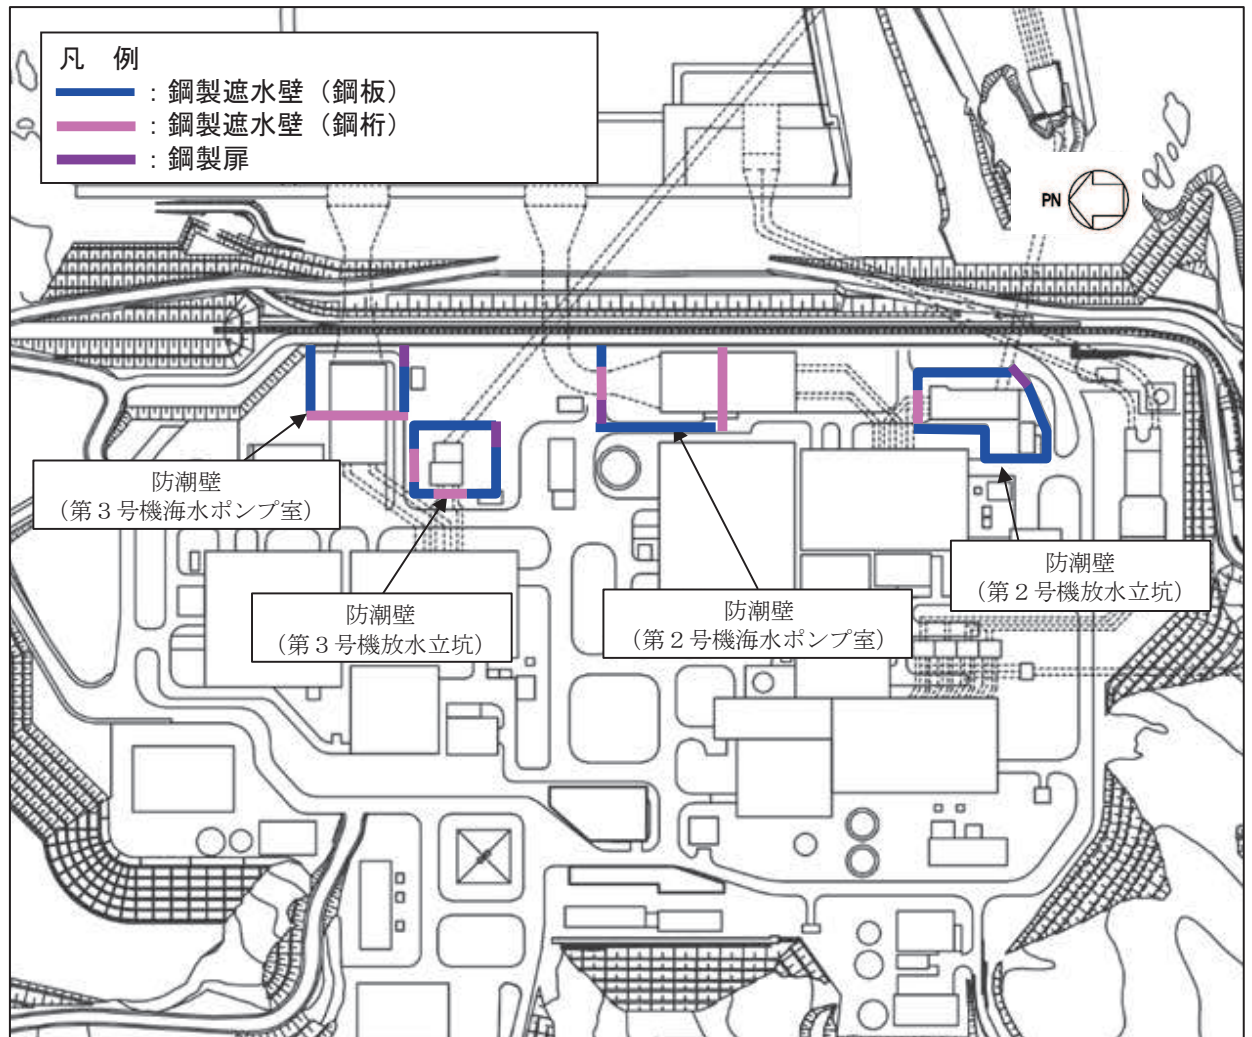 凡　例
：鋼製遮水壁（鋼板）
：鋼製遮水壁（鋼桁）
：鋼製扉
PN
防潮壁
（第３号機海水ポンプ室）
防潮壁
（第３号機放水立坑）
防潮壁
（第２号機海水ポンプ室）
防潮壁
（第２号機放水立坑）